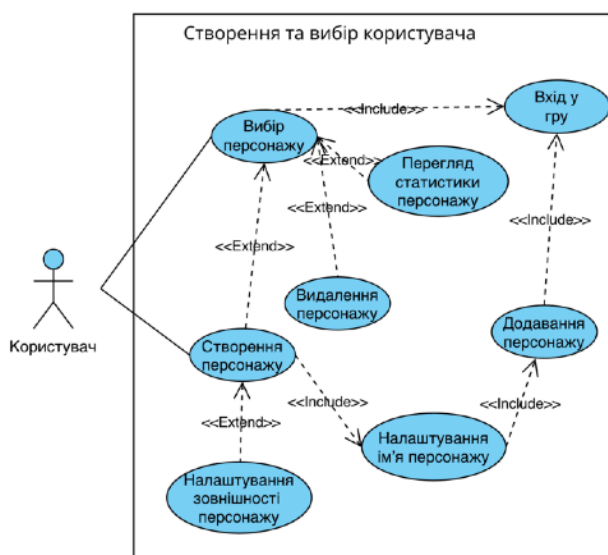 Створення та вибір користувача
Вибір
персонажу
<<Include>>
Вхід у
гру
<<Extend>>
Перегляд
статистики
персонажу
<<Extend>>
<<Extend>>
<<Include>>
Видалення
персонажу
Користувач
Створення
персонажу
Додавання
персонажу
<<Include>>
<<Include>>
<<Extend>>
Налаштування
ім'я персонажу
Налаштування
зовнішності
персонажу